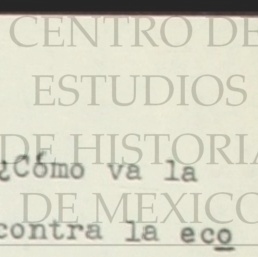 CENTRO DE
ESTUDIOS
DE HISTORIA
DE MEXICO
¿Cómo va la
contra la eco